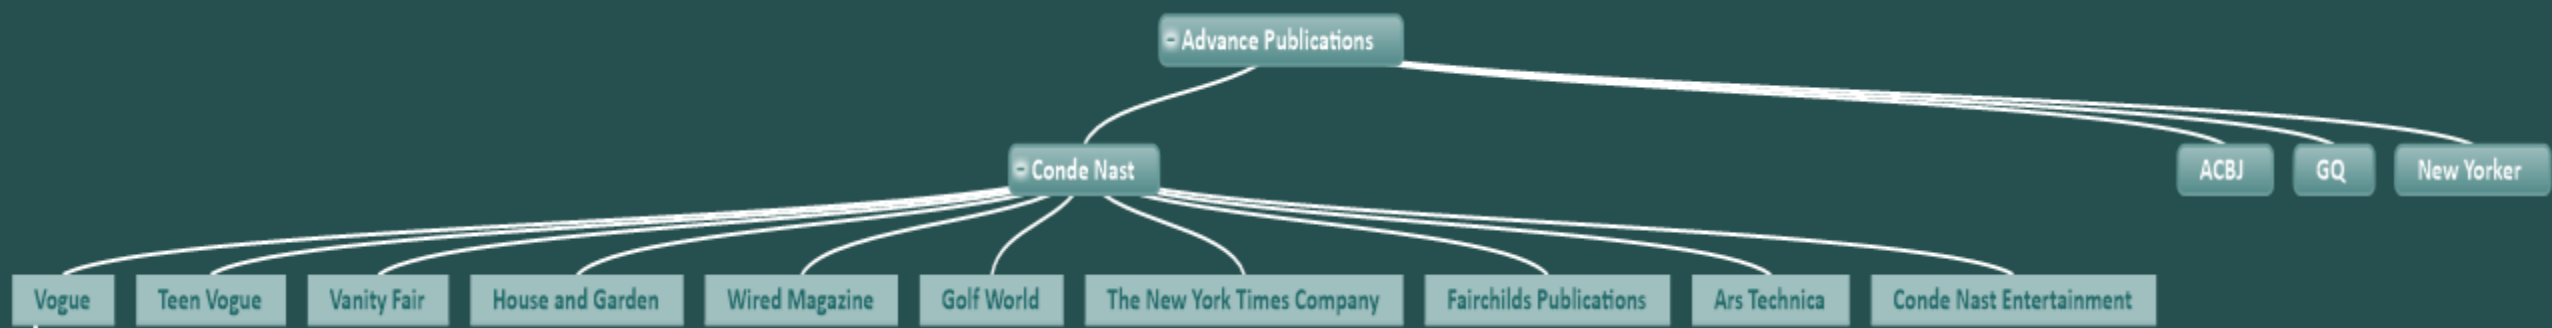 Advance Publications
Conde Nast
ACBJ
GQ
New Yorker
Vogue
Teen Vogue
Vanity Fair
House and Garden
Wired Magazine
Golf World
The New York Times Company
Fairchilds Publications
Ars Technica
Conde Nast Entertainment